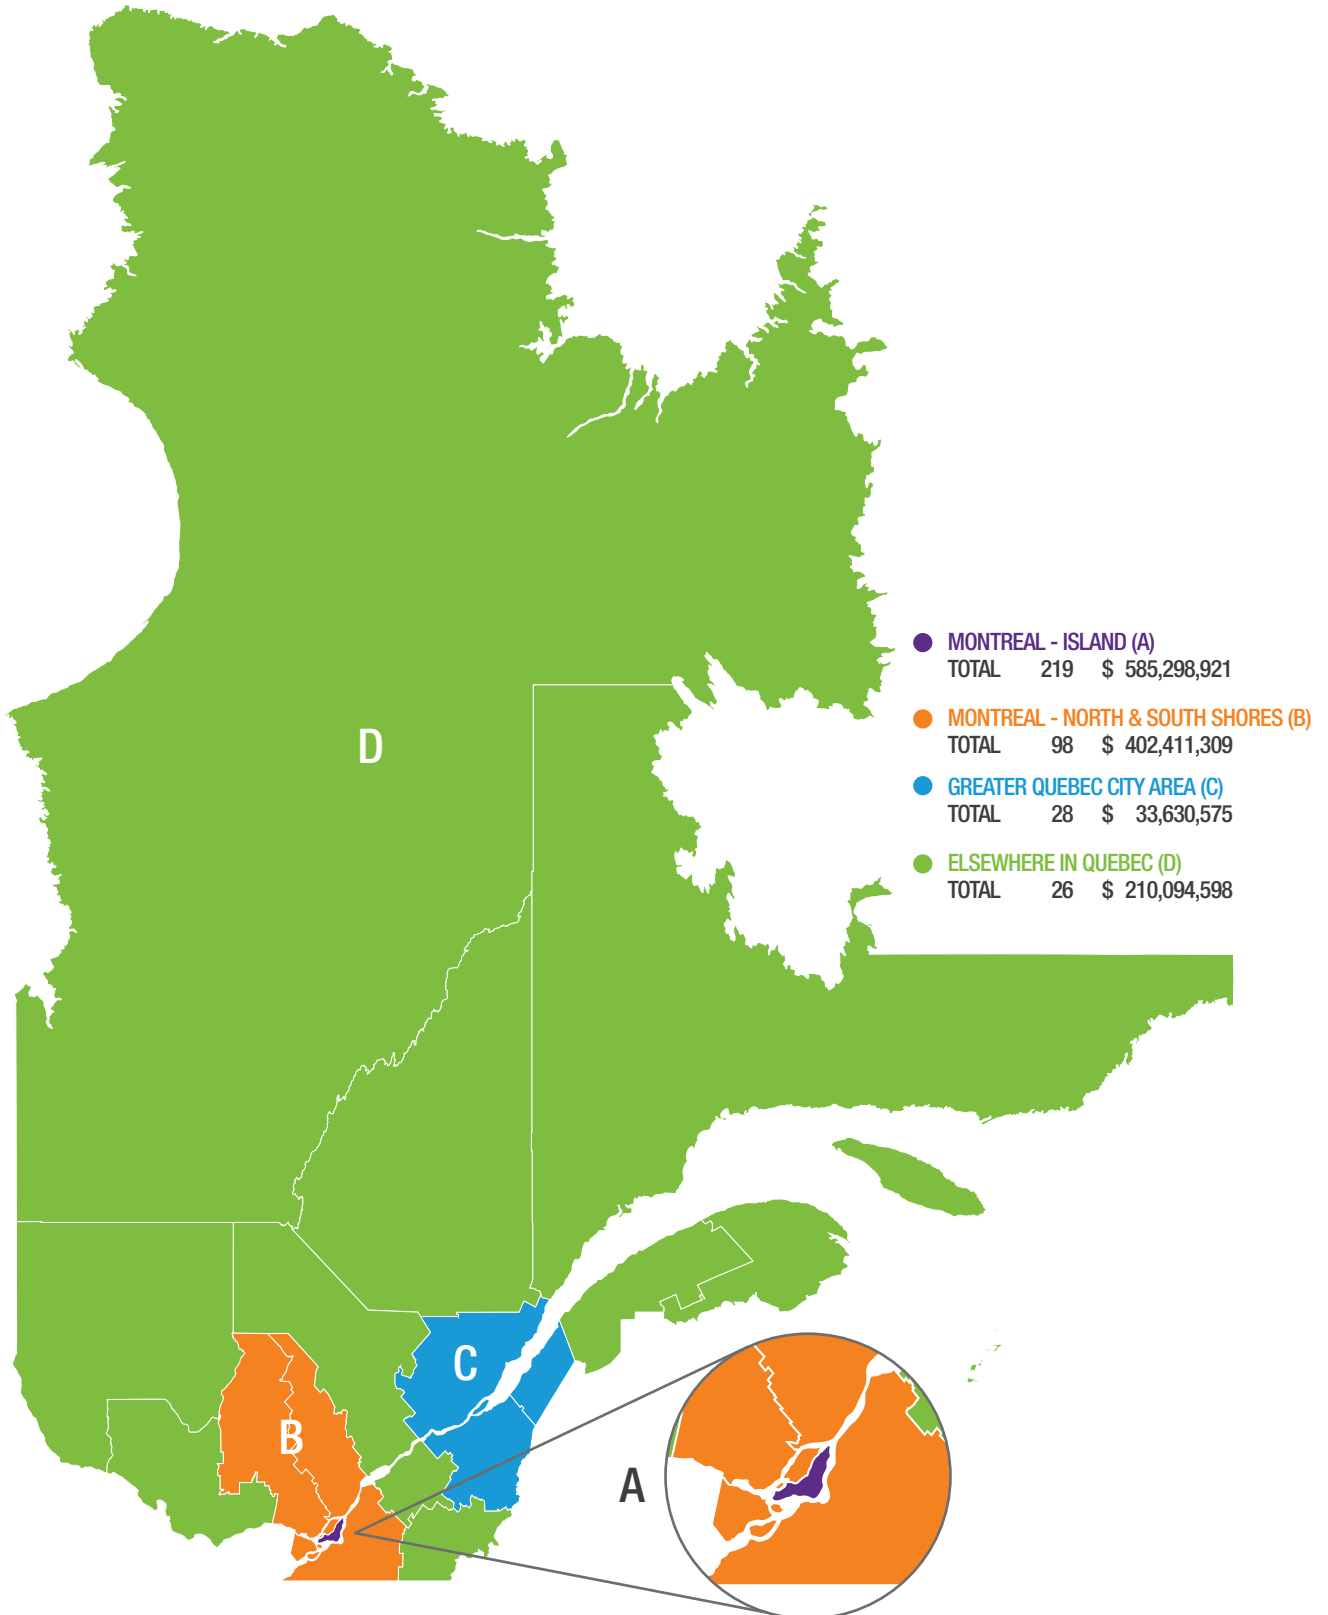 MONTREAL - ISLAND (A)
TOTAL 219 $ 585,298,921
D
MONTREAL - NORTH & SOUTH SHORES (B)
TOTAL 98 $ 402,411,309
GREATER QUEBEC CITY AREA (C)
TOTAL 28 $ 33,630,575
ELSEWHERE IN QUEBEC (D)
TOTAL 26 $ 210,094,598
C
B
A